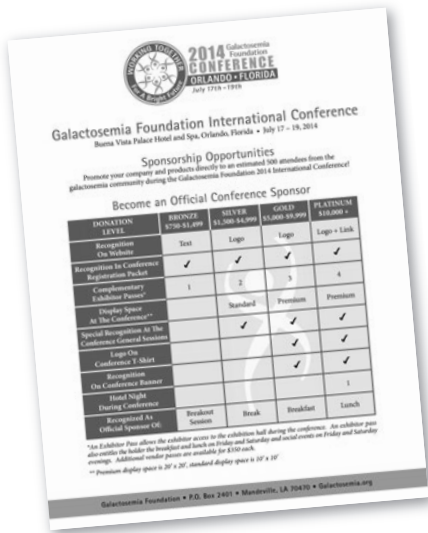 WORKING TOGETHER
For A Bright Future
2014 Galactosemia Foundation
CONFERENCE
ORLANDO • FLORIDA
July 17th-19th
Galactosemia Foundation International Conference
Buena Vista Palace Hotel and Spa, Orlando, Florida • July 17 – 19, 2014
Sponsorship Opportunities
Promote your company and products directly to an estimated 500 attendees from the
galactosemia community during the Galactosemia Foundation 2014 International Conference!
Become an Official Conference Sponsor
DONATION LEVEL BRONZE $750-$1,499 SILVER $1,500-$4,999 GOLD $5,000-$9,999 PLATINUM $10,000 +
Recognition On Website Text Logo Logo Logo + Link
Recognition In Conference Registration Packet ✓ ✓ ✓ ✓
Complementary Exhibitor Passes* 1 2 3 4
Display Space At The Conference** Standard Premium Premium
Special Recognition At The Conference General Sessions ✓ ✓ ✓
Logo On Conference T-Shirt ✓ ✓
Recognition On Conference Banner ✓ ✓
Hotel Night During Conference 1
Recognized As Official Sponsor Of: Breakout Session Break Breakfast Lunch
*An Exhibitor Pass allows the exhibitor access to the exhibition hall during the conference. An exhibitor pass
also entitles the holder the breakfast and lunch on Friday and Saturday and social events on Friday and Saturday
evenings. Additional vendor passes are available for $350 each.
** Premium display space is 20' x 20', standard display space is 10' x 10'
Galactosemia Foundation • P.O. Box 2401 • Mandeville, LA 70470 • Galactosemia.org